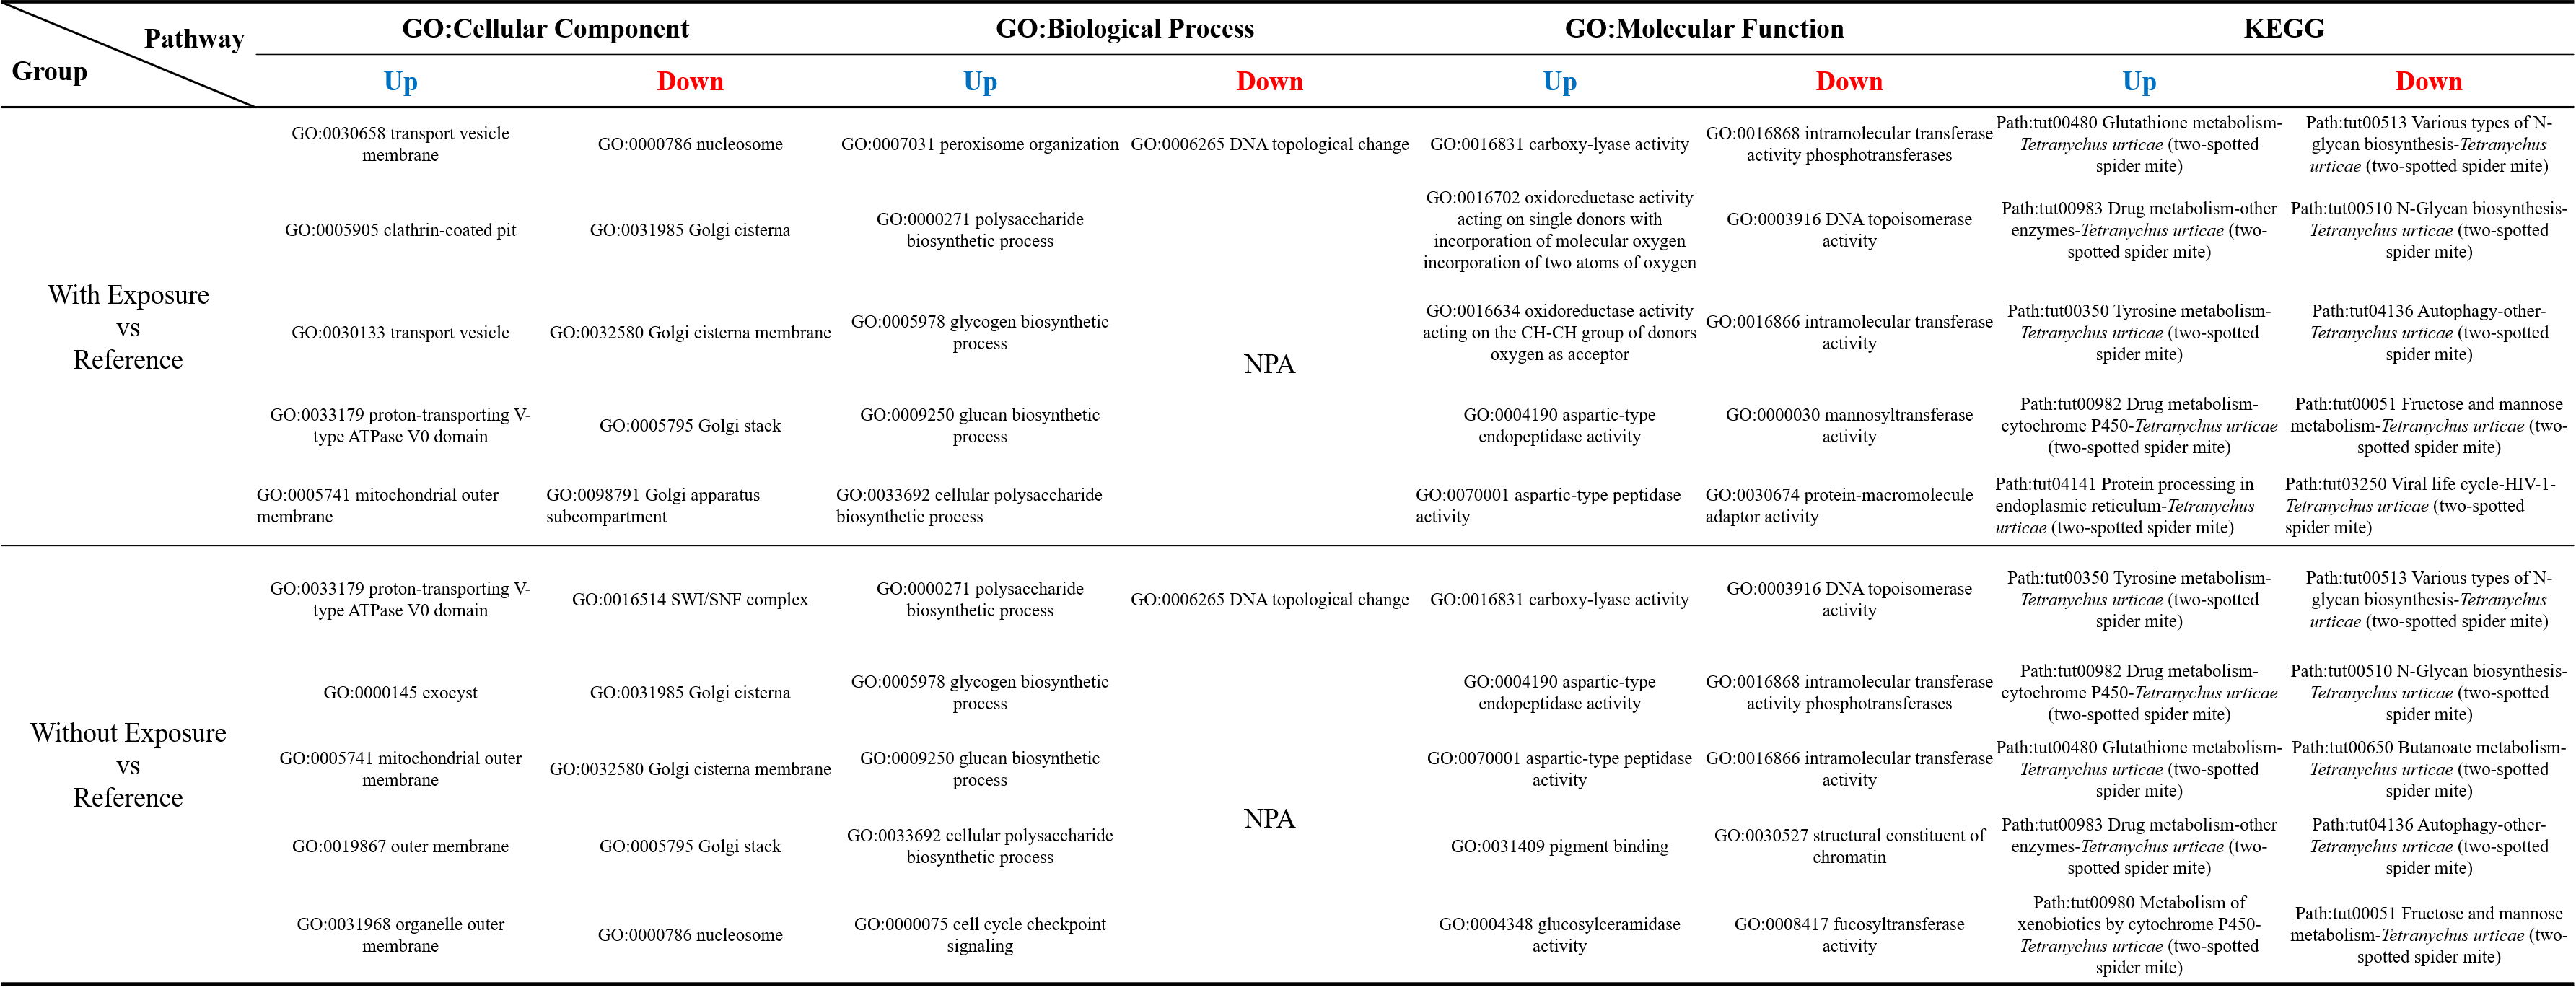 Pathway
Group
GO:Cellular Component
GO:Biological Process
GO:Molecular Function
KEGG
Up
Down
Up
Down
Up
Down
Up
Down
With Exposure
vs
Reference
GO:0030658 transport vesicle
membrane
GO:0000786 nucleosome
GO:0007031 peroxisome organization
GO:0006265 DNA topological change
GO:0016831 carboxy-lyase activity
GO:0016868 intramolecular transferase
activity phosphotransferases
Path:tut00480 Glutathione metabolism-
Tetranychus urticae (two-spotted
spider mite)
Path:tut00513 Various types of N-
glycan biosynthesis-Tetranychus
urticae (two-spotted spider mite)
GO:0005905 clathrin-coated pit
GO:0031985 Golgi cisterna
GO:0000271 polysaccharide
biosynthetic process
NPA
GO:0016702 oxidoreductase activity
acting on single donors with
incorporation of molecular oxygen
incorporation of two atoms of oxygen
GO:0003916 DNA topoisomerase
activity
Path:tut00983 Drug metabolism-other
enzymes-Tetranychus urticae (two-
spotted spider mite)
Path:tut00510 N-Glycan biosynthesis-
Tetranychus urticae (two-spotted
spider mite)
GO:0030133 transport vesicle
GO:0032580 Golgi cisterna membrane
GO:0005978 glycogen biosynthetic
process
GO:0016634 oxidoreductase activity
acting on the CH-CH group of donors
oxygen as acceptor
GO:0016866 intramolecular transferase
activity
Path:tut00350 Tyrosine metabolism-
Tetranychus urticae (two-spotted
spider mite)
Path:tut04136 Autophagy-other-
Tetranychus urticae (two-spotted
spider mite)
GO:0033179 proton-transporting V-
type ATPase V0 domain
GO:0005795 Golgi stack
GO:0009250 glucan biosynthetic
process
GO:0004190 aspartic-type
endopeptidase activity
GO:0000030 mannosyltransferase
activity
Path:tut00982 Drug metabolism-
cytochrome P450-Tetranychus urticae
(two-spotted spider mite)
Path:tut00051 Fructose and mannose
metabolism-Tetranychus urticae (two-
spotted spider mite)
GO:0005741 mitochondrial outer
membrane
GO:0098791 Golgi apparatus
subcompartment
GO:0033692 cellular polysaccharide
biosynthetic process
GO:0070001 aspartic-type peptidase
activity
GO:0030674 protein-macromolecule
adaptor activity
Path:tut04141 Protein processing in
endoplasmic reticulum-Tetranychus
urticae (two-spotted spider mite)
Path:tut03250 Viral life cycle-HIV-1-
Tetranychus urticae (two-spotted
spider mite)
Without Exposure
vs
Reference
GO:0033179 proton-transporting V-
type ATPase V0 domain
GO:0016514 SWI/SNF complex
GO:0000271 polysaccharide
biosynthetic process
GO:0006265 DNA topological change
GO:0016831 carboxy-lyase activity
GO:0003916 DNA topoisomerase
activity
Path:tut00350 Tyrosine metabolism-
Tetranychus urticae (two-spotted
spider mite)
Path:tut00513 Various types of N-
glycan biosynthesis-Tetranychus
urticae (two-spotted spider mite)
GO:0000145 exocyst
GO:0031985 Golgi cisterna
GO:0005978 glycogen biosynthetic
process
NPA
GO:0004190 aspartic-type
endopeptidase activity
GO:0016868 intramolecular transferase
activity phosphotransferases
Path:tut00982 Drug metabolism-
cytochrome P450-Tetranychus urticae
(two-spotted spider mite)
Path:tut00510 N-Glycan biosynthesis-
Tetranychus urticae (two-spotted
spider mite)
GO:0005741 mitochondrial outer
membrane
GO:0032580 Golgi cisterna membrane
GO:0009250 glucan biosynthetic
process
GO:0070001 aspartic-type peptidase
activity
GO:0016866 intramolecular transferase
activity
Path:tut00480 Glutathione metabolism-
Tetranychus urticae (two-spotted
spider mite)
Path:tut00650 Butanoate metabolism-
Tetranychus urticae (two-spotted
spider mite)
GO:0019867 outer membrane
GO:0005795 Golgi stack
GO:0033692 cellular polysaccharide
biosynthetic process
GO:0031409 pigment binding
GO:0030527 structural constituent of
chromatin
Path:tut00983 Drug metabolism-other
enzymes-Tetranychus urticae (two-
spotted spider mite)
Path:tut04136 Autophagy-other-
Tetranychus urticae (two-spotted
spider mite)
GO:0031968 organelle outer
membrane
GO:0000786 nucleosome
GO:0000075 cell cycle checkpoint
signaling
GO:0004348 glucosylceramidase
activity
GO:0008417 fucosyltransferase
activity
Path:tut00980 Metabolism of
xenobiotics by cytochrome P450-
Tetranychus urticae (two-spotted
spider mite)
Path:tut00051 Fructose and mannose
metabolism-Tetranychus urticae (two-
spotted spider mite)